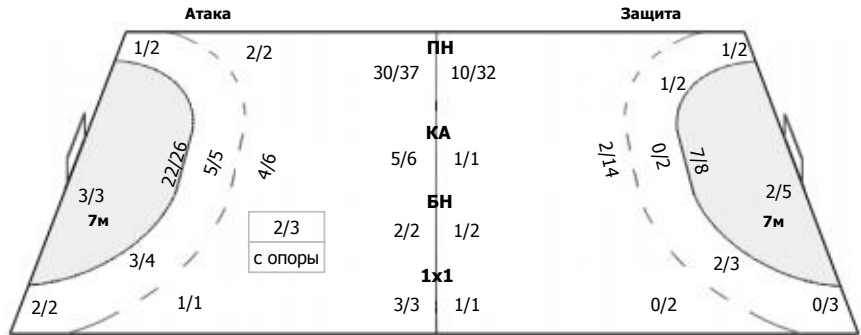 Атака Защита
1/2 2/2 ПН 1/2
30/37 10/32 1/2
КА
22/26 5/5 4/6 5/6 1/1 2/14 0/2 7/8
3/3 БН 2/5
7м 2/3 2/2 1/2 7м
3/4 с опоры 2/3
1х1
2/2 1/1 3/3 1/1 0/2 0/3